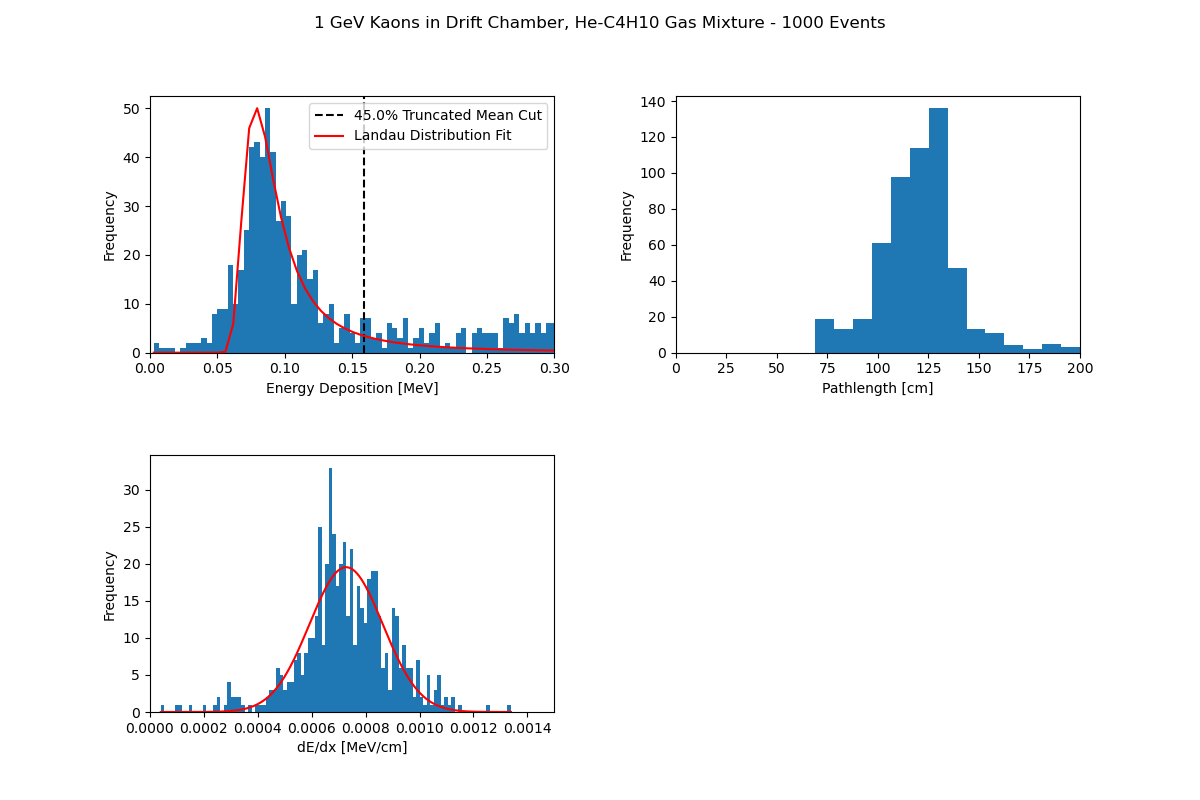 1 GeV Kaons in Drift Chamber, He-C4H10 Gas Mixture - 1000 Events
45.0% Truncated Mean Cut
Landau Distribution Fit
Frequency
50
40
30
20
10
0
0.00 0.05 0.10 0.15 0.20 0.25 0.30
Energy Deposition [MeV]
Frequency
140
120
100
80
60
40
20
0
0 25 50 75 100 125 150 175 200
Pathlength [cm]
Frequency
30
25
20
15
10
5
0
0.0000 0.0002 0.0004 0.0006 0.0008 0.0010 0.0012 0.0014
dE/dx [MeV/cm]